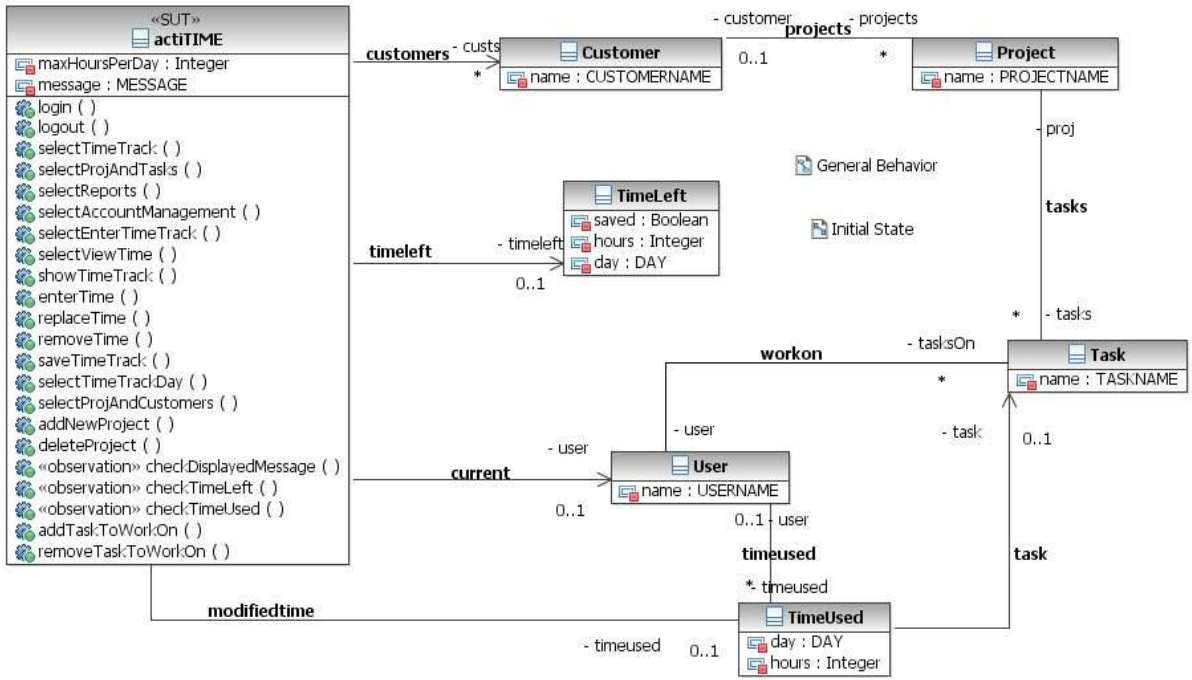 «SUT»
actiTIME
maxHoursPerDay : Integer
message : MESSAGE
login ( )
logout ( )
selectTimeTrack ( )
selectProjAndTasks ( )
selectReports ( )
selectAccountManagement ( )
selectEnterTimeTrack ( )
selectViewTime ( )
showTimeTrack ( )
enterTime ( )
replaceTime ( )
removeTime ( )
saveTimeTrack ( )
selectTimeTrackDay ( )
selectProjAndCustomers ( )
addNewProject ( )
deleteProject ( )
«observation» checkDisplayedMessage ( )
«observation» checkTimeLeft ( )
«observation» checkTimeUsed ( )
addTaskToWorkOn ( )
removeTaskToWorkOn ( )
customers
- custs
*
Customer
name : CUSTOMERNAME
- customer
- projects
projects
0..1
*
Project
name : PROJECTNAME
- proj
General Behavior
tasks
Initial State
*
- tasks
timeleft
- timeleft
0..1
TimeLeft
saved : Boolean
hours : Integer
day : DAY
workon
- tasksOn
*
Task
name : TASKNAME
- user
- task
0..1
current
- user
0..1
User
name : USERNAME
0..1
- user
timeused
task
*
- timeused
modifiedtime
- timeused
0..1
TimeUsed
day : DAY
hours : Integer